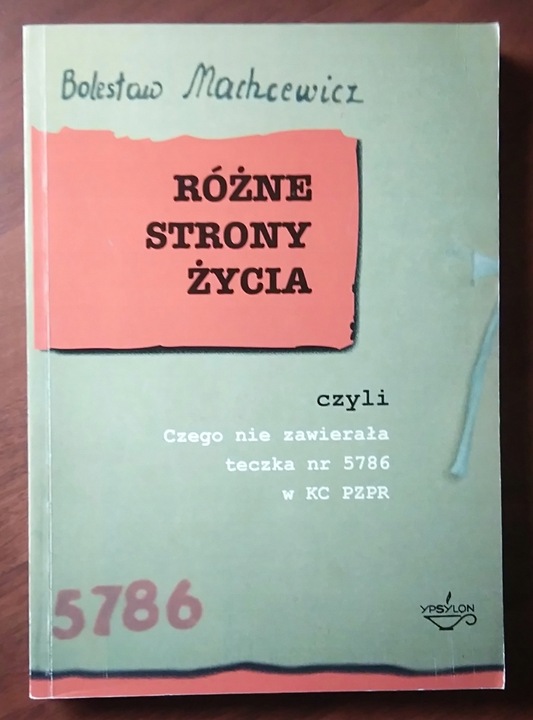 Bolesław Machcewicz
RÓŻNE
STRONY
ŻYCIA
czyli
Czego nie zawierała
teczka nr 5786
w KC PZPR
5786
YPSYLON